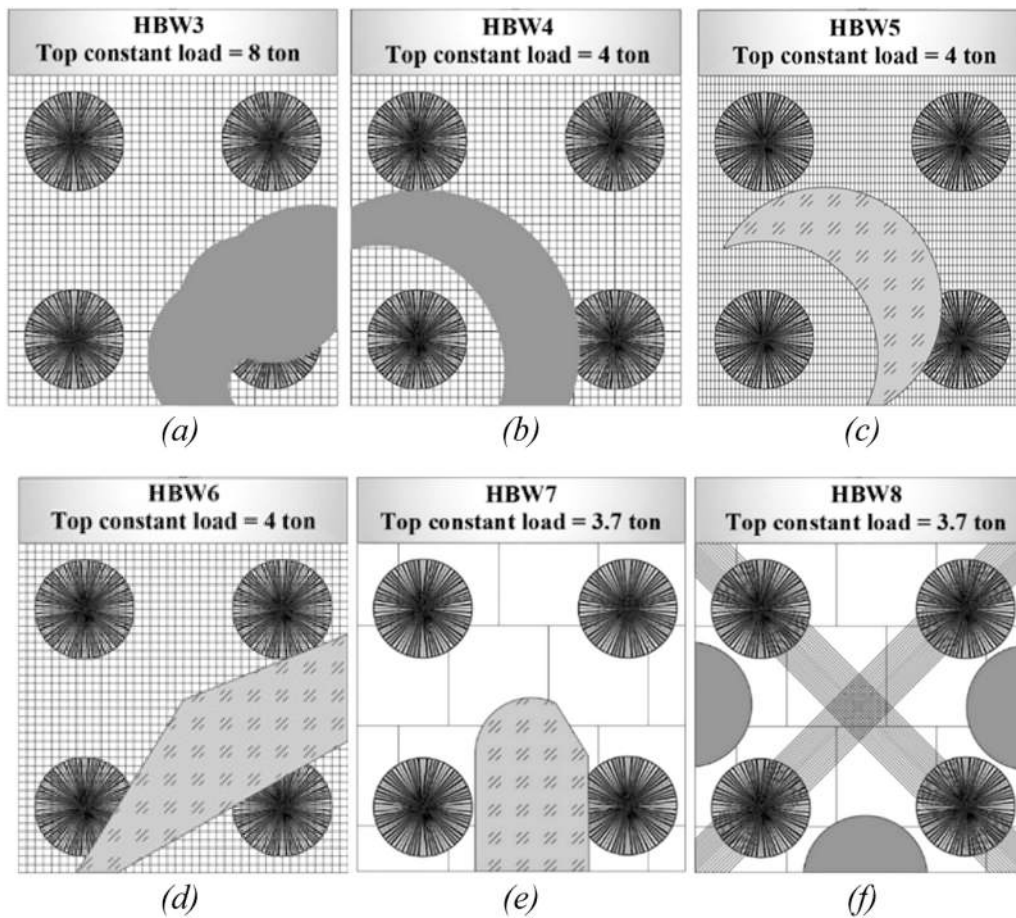 HBW3
Top constant load = 8 ton
HBW4
Top constant load = 4 ton
HBW5
Top constant load = 4 ton
(a)
(b)
(c)
HBW6
Top constant load = 4 ton
HBW7
Top constant load = 3.7 ton
HBW8
Top constant load = 3.7 ton
(d)
(e)
(f)